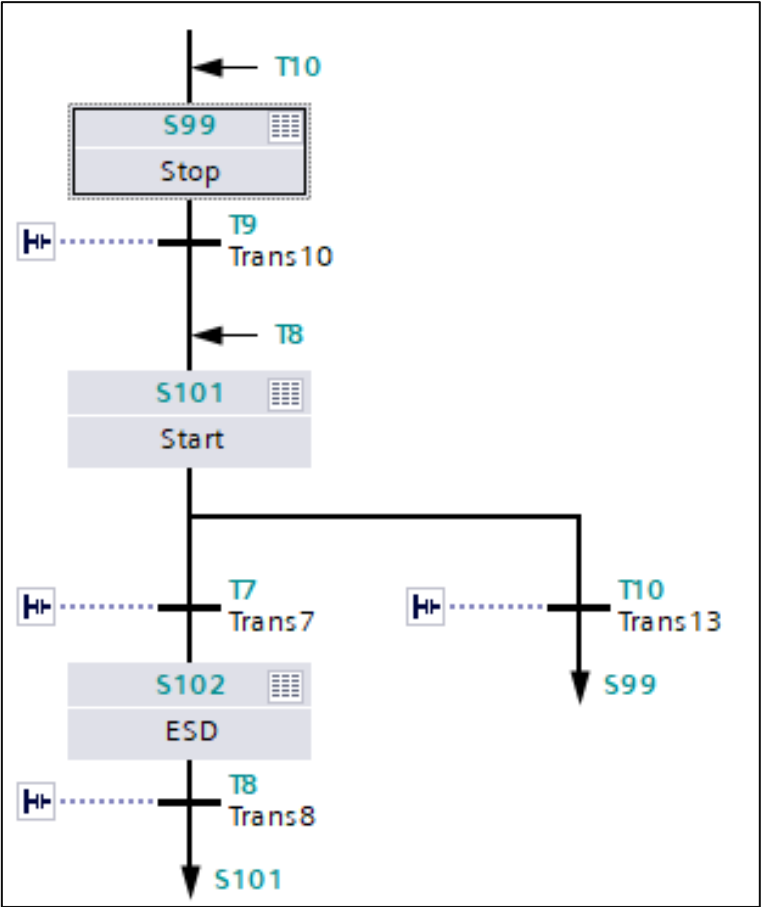 T10
S99
Stop
T9
Trans10
T8
S101
Start
T7
Trans7
T10
Trans13
S102
ESD
S99
T8
Trans8
S101